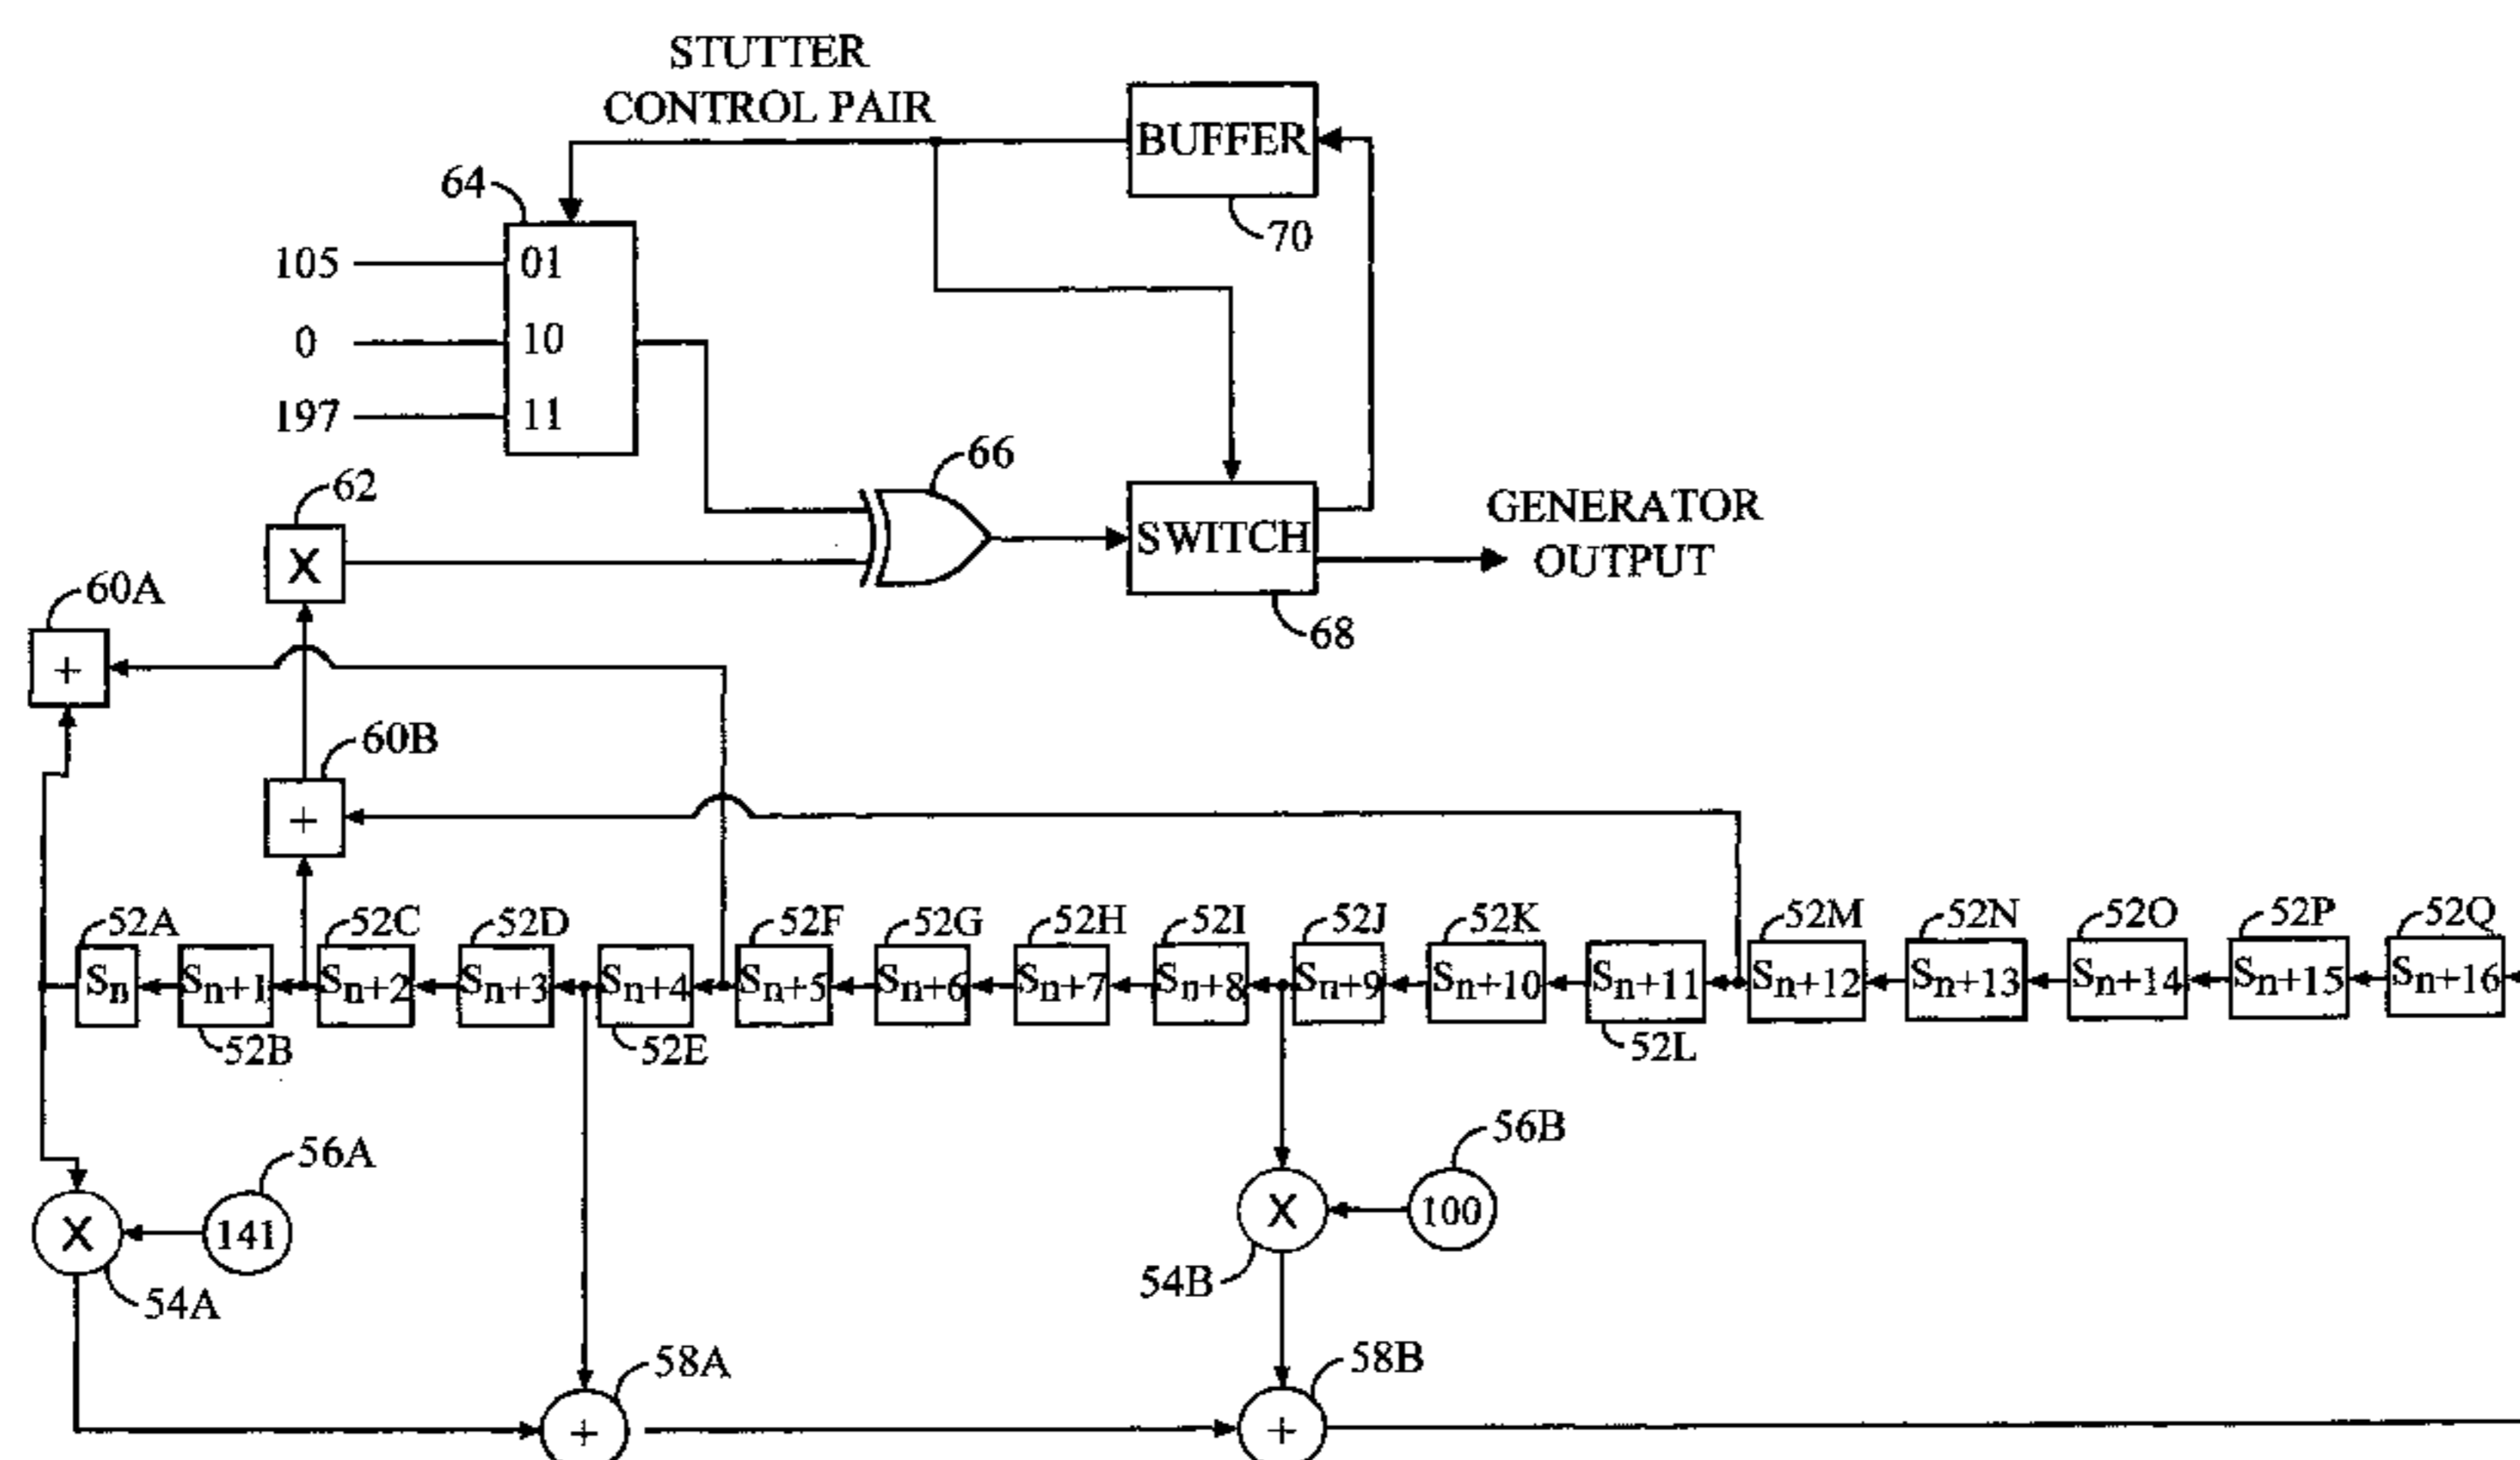 STUTTER
CONTROL PAIR
BUFFER
64
70
105
01
0
10
197
11
66
62
X
SWITCH
GENERATOR
OUTPUT
60A
68
+
60B
+
52A
52C
52D
52F
52G
52H
52I
52J
52K
52M
52N
52O
52P
52Q
Sn
Sn+1
Sn+2
Sn+3
Sn+4
Sn+5
Sn+6
Sn+7
Sn+8
Sn+9
Sn+10
Sn+11
Sn+12
Sn+13
Sn+14
Sn+15
Sn+16
52B
52E
52L
56A
56B
X
141
X
100
54A
54B
58A
58B
+
+